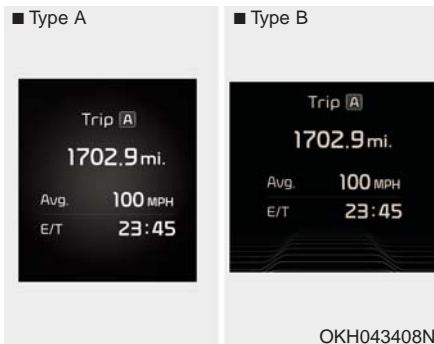 ■ Type A
Trip A
1702.9 mi.
Avg. 100 MPH
E/T 23:45
■ Type B
Trip A
1702.9 mi.
Avg. 100 MPH
E/T 23:45
OKH043408N